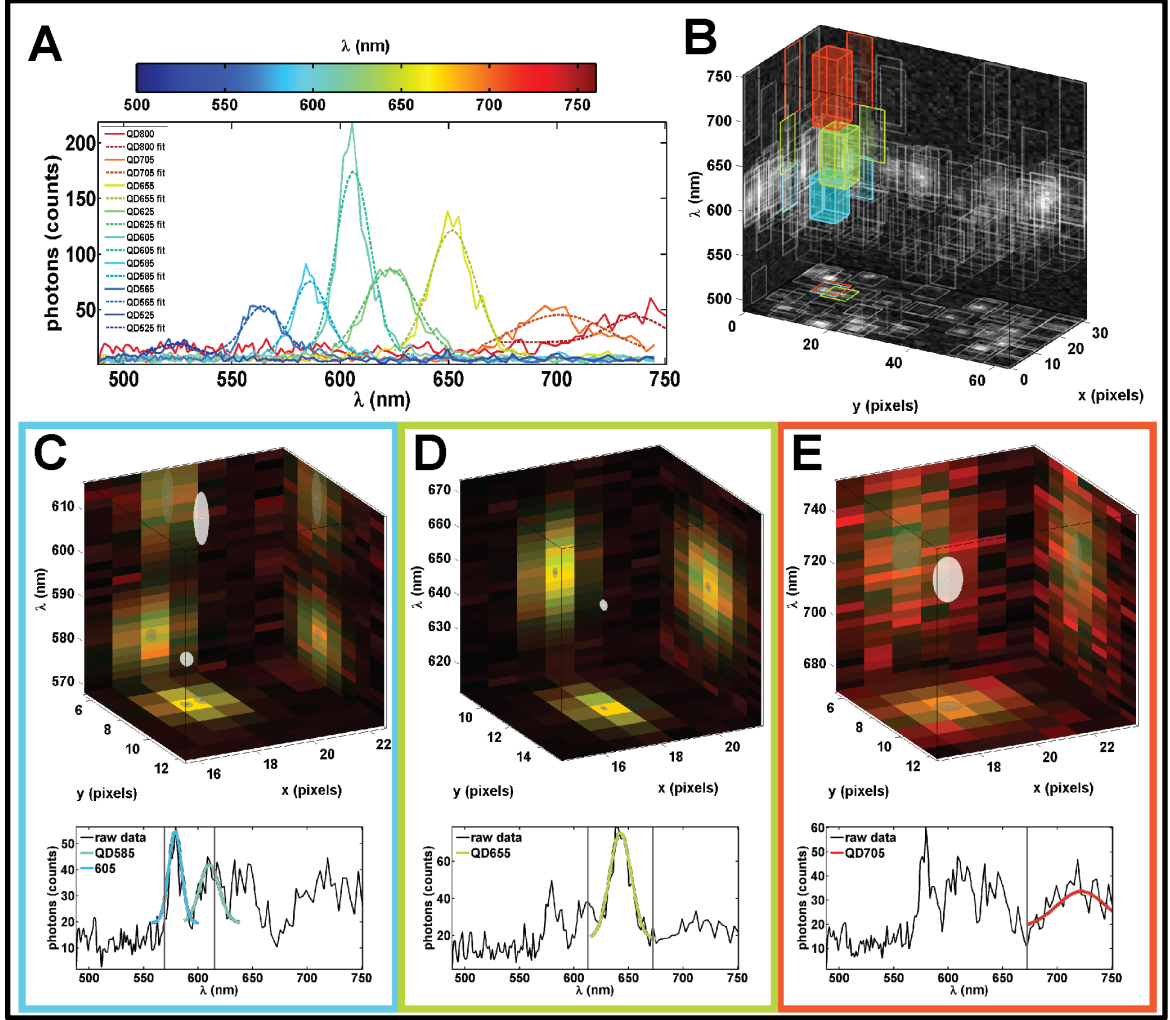 A
λ (nm)
500 550 600 650 700 750
photons (counts)
200
150
100
50
QD800
QD800 fit
QD705
QD705 fit
QD655
QD655 fit
QD625
QD625 fit
QD605
QD605 fit
QD585
QD585 fit
QD565
QD565 fit
QD525
QD525 fit
500 550 600 650 700 750
λ (nm)
B
λ (nm)
750
700
650
600
550
500
0 20 40 60
y (pixels)
0 10 20 30
x (pixels)
C
λ (nm)
610
600
590
580
570
6 8 10 12
y (pixels)
16 18 20 22
x (pixels)
photons (counts)
50
40
30
20
10
raw data
QD585
605
500 550 600 650 700 750
λ (nm)
D
λ (nm)
670
660
650
640
630
620
10 12 14
y (pixels)
16 18 20
x (pixels)
photons (counts)
60
40
20
raw data
QD655
500 550 600 650 700 750
λ (nm)
E
λ (nm)
740
720
700
680
6 8 10 12
y (pixels)
18 20 22
x (pixels)
photons (counts)
60
50
40
30
20
10
raw data
QD705
500 550 600 650 700 750
λ (nm)